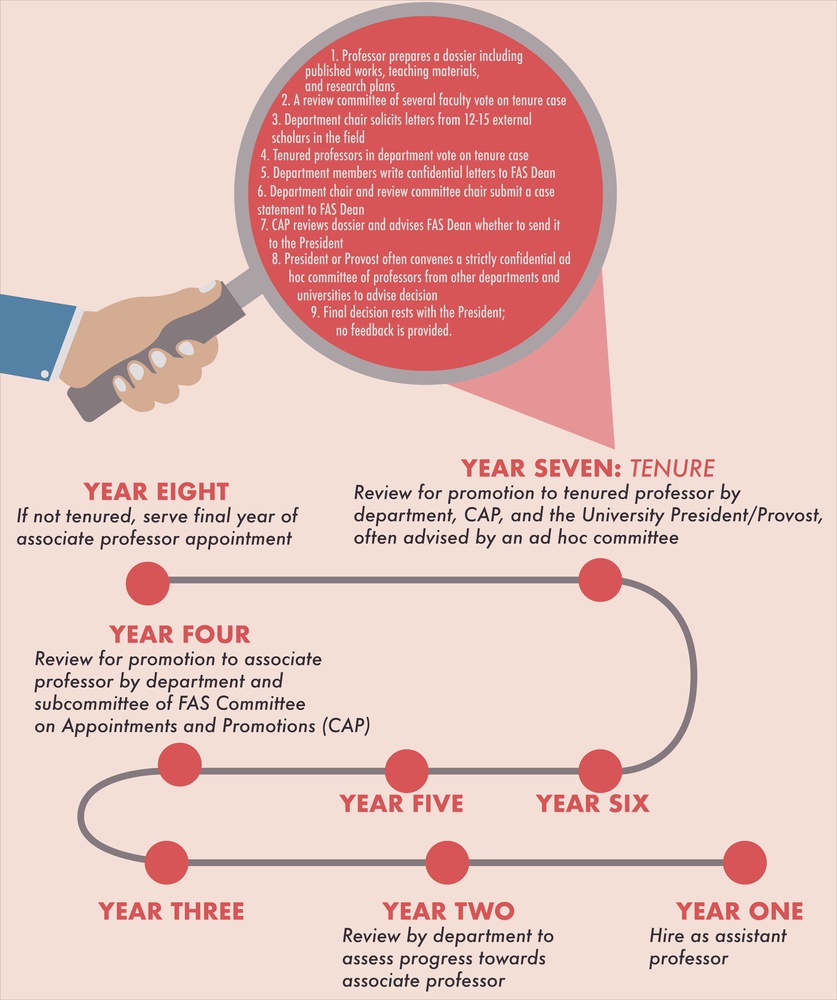 1. Professor prepares a dossier including
published works, teaching materials,
and research plans
2. A review committee of several faculty vote on tenure case
3. Department chair solicits letters from 12-15 external
scholars in the field
4. Tenured professors in department vote on tenure case
5. Department members write confidential letters to FAS Dean
6. Department chair and review committee chair submit a case
statement to FAS Dean
7. CAP reviews dossier and advises FAS Dean whether to send it
to the President
8. President or Provost often convenes a strictly confidential ad
hoc committee of professors from other departments and
universities to advise decision
9. Final decision rests with the President;
no feedback is provided.
YEAR EIGHT
If not tenured, serve final year of
associate professor appointment
YEAR SEVEN: TENURE
Review for promotion to tenured professor by
department, CAP, and the University President/Provost,
often advised by an ad hoc committee
YEAR FOUR
Review for promotion to associate
professor by department and
subcommittee of FAS Committee
on Appointments and Promotions (CAP)
YEAR FIVE
YEAR SIX
YEAR THREE
YEAR TWO
Review by department to
assess progress towards
associate professor
YEAR ONE
Hire as assistant
professor